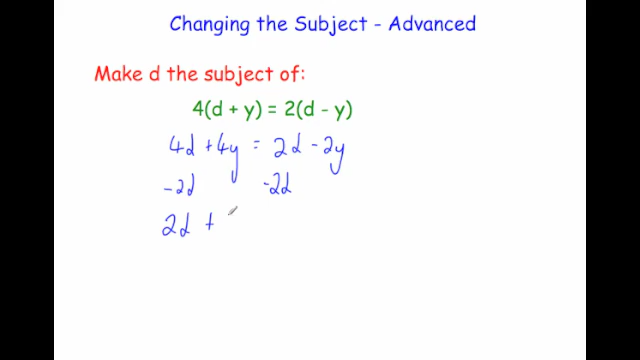 Changing the Subject - Advanced
Make d the subject of:
4(d + y) = 2(d - y)
4d + 4y = 2d - 2y
-2d -2d
2d +